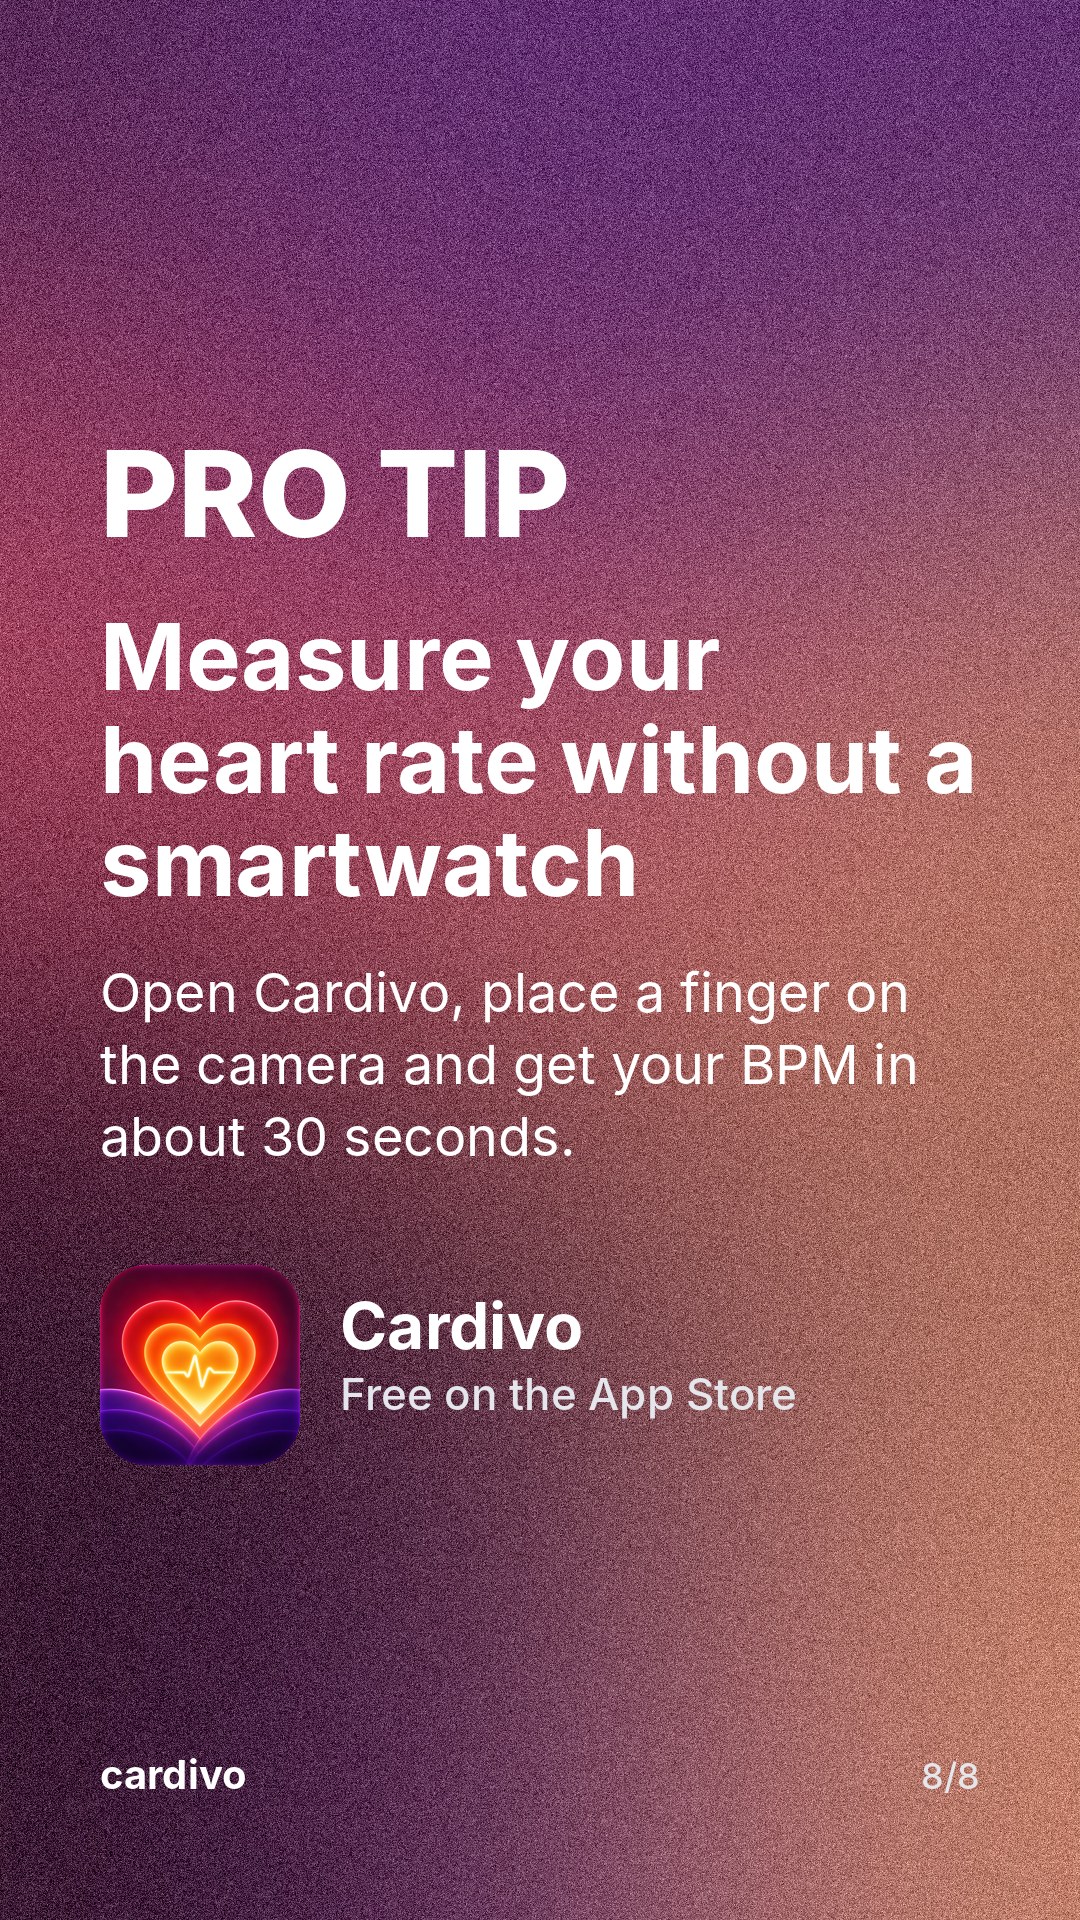 PRO TIP
Measure your
heart rate without a
smartwatch
Open Cardivo, place a finger on
the camera and get your BPM in
about 30 seconds.
Cardivo
Free on the App Store
cardivo
8/8